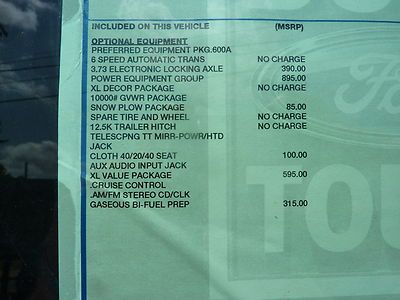 INCLUDED ON THIS VEHICLE (MSRP)
OPTIONAL EQUIPMENT
PREFERRED EQUIPMENT PKG.600A
6 SPEED AUTOMATIC TRANS NO CHARGE
3.73 ELECTRONIC LOCKING AXLE 390.00
POWER EQUIPMENT GROUP 895.00
XL DECOR PACKAGE NO CHARGE
10000# GVWR PACKAGE
SNOW PLOW PACKAGE 85.00
SPARE TIRE AND WHEEL NO CHARGE
12.5K TRAILER HITCH NO CHARGE
TELESCPNG TT MIRR-POWR/HTD
JACK
CLOTH 40/20/40 SEAT 100.00
AUX AUDIO INPUT JACK
XL VALUE PACKAGE 595.00
.CRUISE CONTROL
.AM/FM STEREO CD/CLK
GASEOUS BI-FUEL PREP 315.00
TOU